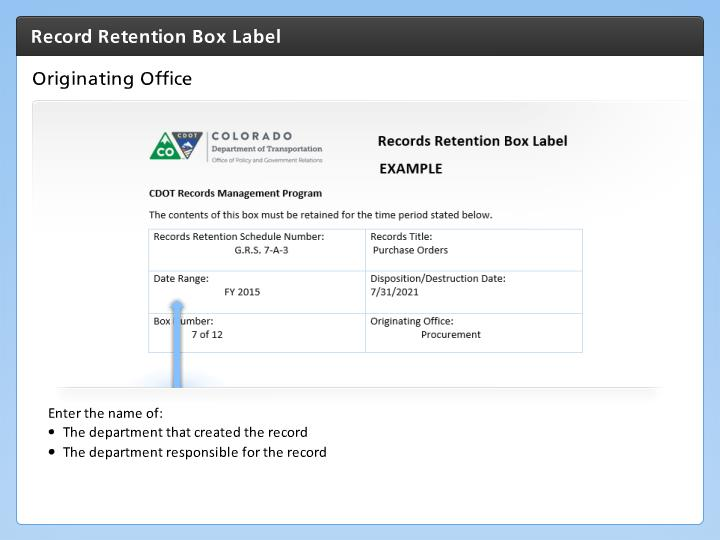 Record Retention Box Label
Originating Office
CDOT
CO
COLORADO
Department of Transportation
Office of Policy and Government Relations
Records Retention Box Label
EXAMPLE
CDOT Records Management Program
The contents of this box must be retained for the time period stated below.
Records Retention Schedule Number:
G.R.S. 7-A-3
Records Title:
Purchase Orders
Date Range:
FY 2015
Disposition/Destruction Date:
7/31/2021
Box Number:
7 of 12
Originating Office:
Procurement
Enter the name of:
• The department that created the record
• The department responsible for the record